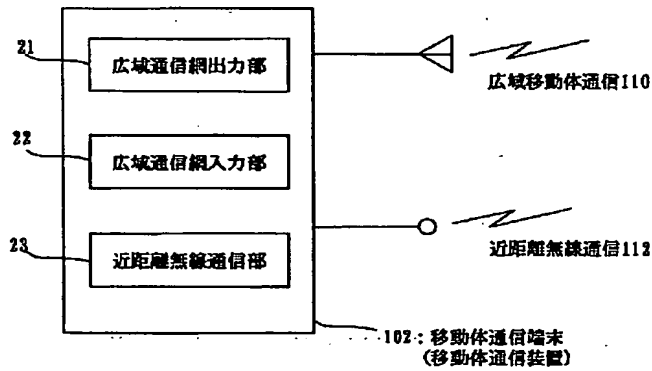 21
広域通信網出力部
広域移動体通信110
22
広域通信網入力部
23
近距離無線通信部
近距離無線通信112
102：移動体通信端末
(移動体通信装置)